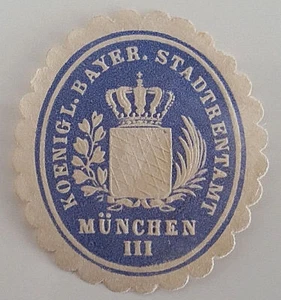 KOENIGL. BAYER. STADTRENTAMT
MÜNCHEN
III